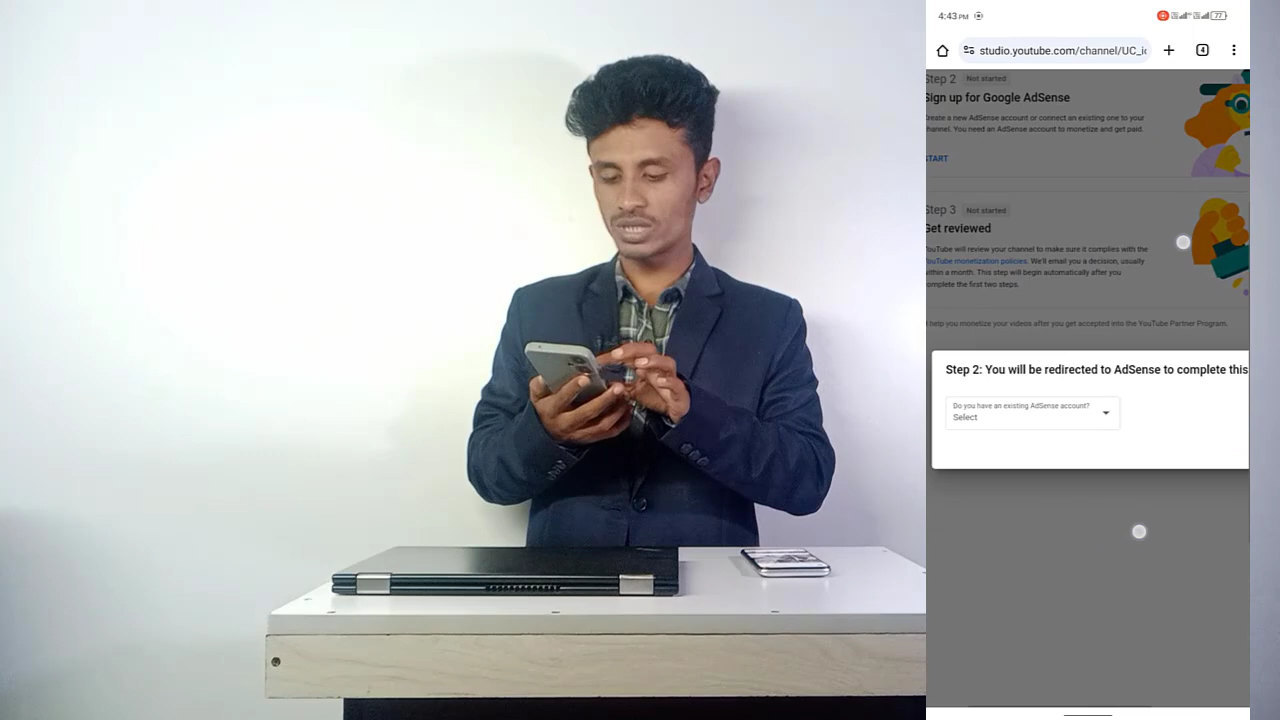 4:43 PM
77
studio.youtube.com/channel/UC_i
4
Step 2 Not started
Sign up for Google AdSense
Create a new AdSense account or connect an existing one to your
channel. You need an AdSense account to monetize and get paid.
START
Step 3 Not started
Get reviewed
YouTube will review your channel to make sure it complies with the
YouTube monetization policies. We'll email you a decision, usually
within a month. This step will begin automatically after you
complete the first two steps.
help you monetize your videos after you get accepted into the YouTube Partner Program.
Step 2: You will be redirected to AdSense to complete this
Do you have an existing AdSense account?
Select